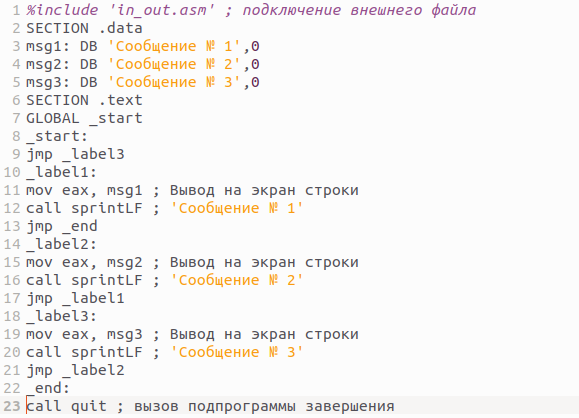 1 %include 'in_out.asm' ; подключение внешнего файла
2 SECTION .data
3 msg1: DB 'Сообщение № 1',0
4 msg2: DB 'Сообщение № 2',0
5 msg3: DB 'Сообщение № 3',0
6 SECTION .text
7 GLOBAL _start
8 _start:
9 jmp _label3
10 _label1:
11 mov eax, msg1 ; Вывод на экран строки
12 call sprintLF ; 'Сообщение № 1'
13 jmp _end
14 _label2:
15 mov eax, msg2 ; Вывод на экран строки
16 call sprintLF ; 'Сообщение № 2'
17 jmp _label1
18 _label3:
19 mov eax, msg3 ; Вывод на экран строки
20 call sprintLF ; 'Сообщение № 3'
21 jmp _label2
22 _end:
23 call quit ; вызов подпрограммы завершения